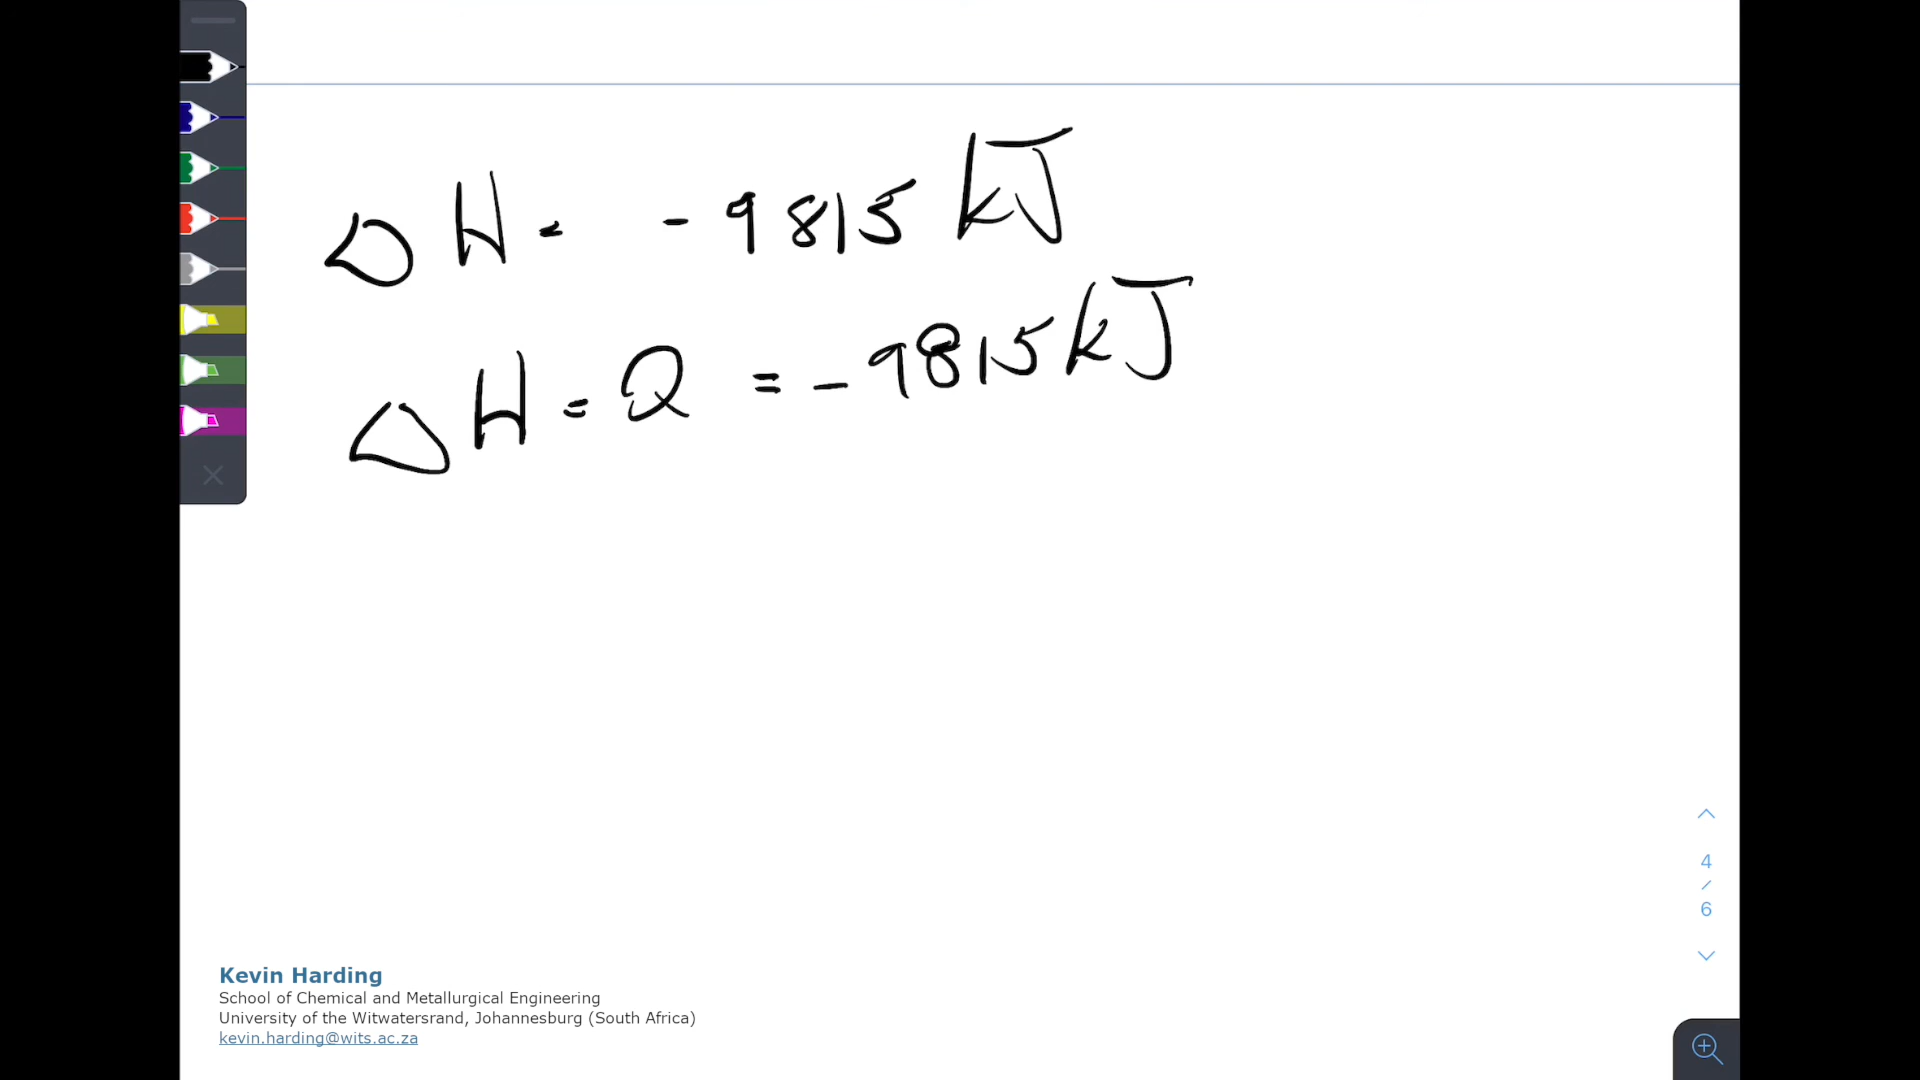 ΔH = -9815 kJ
ΔH = Q = -9815 kJ
4
/
6
Kevin Harding
School of Chemical and Metallurgical Engineering
University of the Witwatersrand, Johannesburg (South Africa)
kevin.harding@wits.ac.za